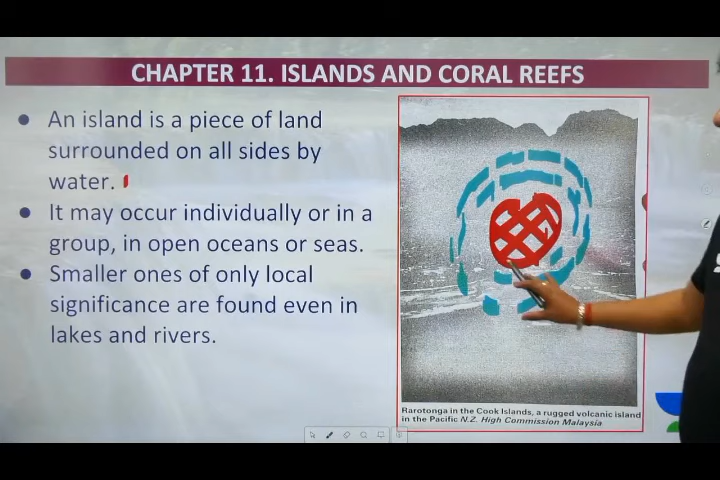 CHAPTER 11. ISLANDS AND CORAL REEFS
● An island is a piece of land
surrounded on all sides by
water.
● It may occur individually or in a
group, in open oceans or seas.
● Smaller ones of only local
significance are found even in
lakes and rivers.
Rarotonga in the Cook Islands, a rugged volcanic island
in the Pacific N.Z. High Commission Malaysia